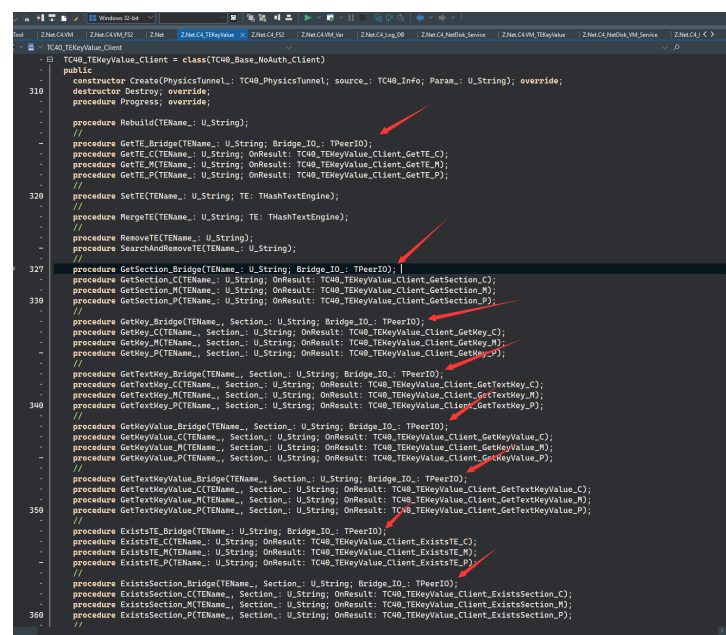 Windows 32-bit
Tool Z.Net.C4.VM Z.Net.C4.VM_FS2 Z.Net Z.Net.C4_TEKeyValue Z.Net.C4_FS2 Z.Net.C4.VM_Var Z.Net.C4_Log_DB Z.Net.C4_NetDisk_Service Z.Net.C4.VM_TEKeyValue Z.Net.C4_NetDisk_VM_Service Z.Net.C4.
TC40_TEKeyValue_Client
TC40_TEKeyValue_Client = class(TC40_Base_NoAuth_Client)
public
constructor Create(PhysicsTunnel_: TC40_PhysicsTunnel; source_: TC40_Info; Param_: U_String); override;
310 destructor Destroy; override;
procedure Progress; override;
procedure Rebuild(TEName_: U_String);
//
procedure GetTE_Bridge(TEName_: U_String; Bridge_IO_: TPeerIO);
procedure GetTE_C(TEName_: U_String; OnResult: TC40_TEKeyValue_Client_GetTE_C);
procedure GetTE_M(TEName_: U_String; OnResult: TC40_TEKeyValue_Client_GetTE_M);
procedure GetTE_P(TEName_: U_String; OnResult: TC40_TEKeyValue_Client_GetTE_P);
//
320 procedure SetTE(TEName_: U_String; TE: THashTextEngine);
//
procedure MergeTE(TEName_: U_String; TE: THashTextEngine);
//
procedure RemoveTE(TEName_: U_String);
procedure SearchAndRemoveTE(TEName_: U_String);
//
327 procedure GetSection_Bridge(TEName_: U_String; Bridge_IO_: TPeerIO);
procedure GetSection_C(TEName_: U_String; OnResult: TC40_TEKeyValue_Client_GetSection_C);
procedure GetSection_M(TEName_: U_String; OnResult: TC40_TEKeyValue_Client_GetSection_M);
330 procedure GetSection_P(TEName_: U_String; OnResult: TC40_TEKeyValue_Client_GetSection_P);
//
procedure GetKey_Bridge(TEName_, Section_: U_String; Bridge_IO_: TPeerIO);
procedure GetKey_C(TEName_, Section_: U_String; OnResult: TC40_TEKeyValue_Client_GetKey_C);
procedure GetKey_M(TEName_, Section_: U_String; OnResult: TC40_TEKeyValue_Client_GetKey_M);
procedure GetKey_P(TEName_, Section_: U_String; OnResult: TC40_TEKeyValue_Client_GetKey_P);
//
procedure GetTextKey_Bridge(TEName_, Section_: U_String; Bridge_IO_: TPeerIO);
procedure GetTextKey_C(TEName_, Section_: U_String; OnResult: TC40_TEKeyValue_Client_GetTextKey_C);
procedure GetTextKey_M(TEName_, Section_: U_String; OnResult: TC40_TEKeyValue_Client_GetTextKey_M);
340 procedure GetTextKey_P(TEName_, Section_: U_String; OnResult: TC40_TEKeyValue_Client_GetTextKey_P);
//
procedure GetKeyValue_Bridge(TEName_, Section_: U_String; Bridge_IO_: TPeerIO);
procedure GetKeyValue_C(TEName_, Section_: U_String; OnResult: TC40_TEKeyValue_Client_GetKeyValue_C);
procedure GetKeyValue_M(TEName_, Section_: U_String; OnResult: TC40_TEKeyValue_Client_GetKeyValue_M);
procedure GetKeyValue_P(TEName_, Section_: U_String; OnResult: TC40_TEKeyValue_Client_GetKeyValue_P);
//
procedure GetTextKeyValue_Bridge(TEName_, Section_: U_String; Bridge_IO_: TPeerIO);
procedure GetTextKeyValue_C(TEName_, Section_: U_String; OnResult: TC40_TEKeyValue_Client_GetTextKeyValue_C);
procedure GetTextKeyValue_M(TEName_, Section_: U_String; OnResult: TC40_TEKeyValue_Client_GetTextKeyValue_M);
350 procedure GetTextKeyValue_P(TEName_, Section_: U_String; OnResult: TC40_TEKeyValue_Client_GetTextKeyValue_P);
//
procedure ExistsTE_Bridge(TEName_: U_String; Bridge_IO_: TPeerIO);
procedure ExistsTE_C(TEName_: U_String; OnResult: TC40_TEKeyValue_Client_ExistsTE_C);
procedure ExistsTE_M(TEName_: U_String; OnResult: TC40_TEKeyValue_Client_ExistsTE_M);
procedure ExistsTE_P(TEName_: U_String; OnResult: TC40_TEKeyValue_Client_ExistsTE_P);
//
procedure ExistsSection_Bridge(TEName_, Section_: U_String; Bridge_IO_: TPeerIO);
procedure ExistsSection_C(TEName_, Section_: U_String; OnResult: TC40_TEKeyValue_Client_ExistsSection_C);
procedure ExistsSection_M(TEName_, Section_: U_String; OnResult: TC40_TEKeyValue_Client_ExistsSection_M);
360 procedure ExistsSection_P(TEName_, Section_: U_String; OnResult: TC40_TEKeyValue_Client_ExistsSection_P);
//